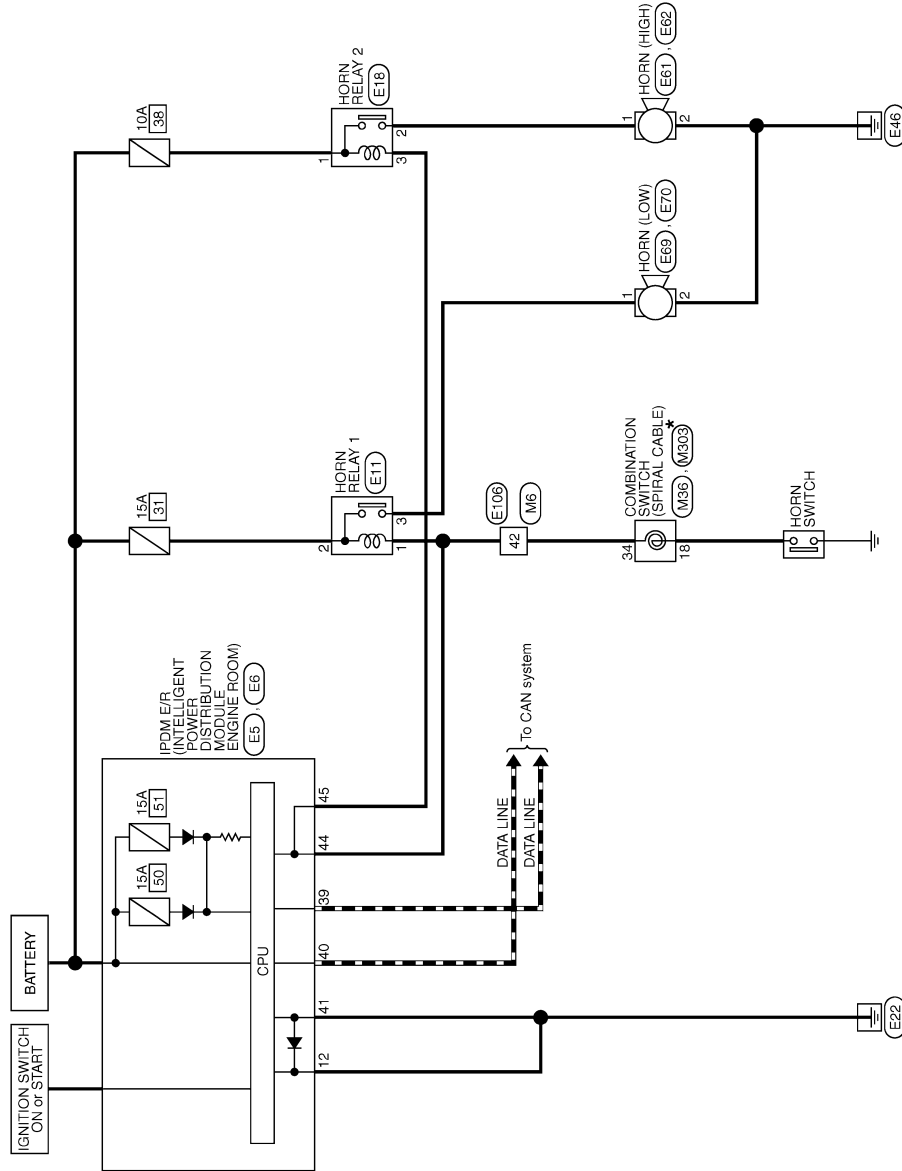 IGNITION SWITCH
ON or START
BATTERY
15A
50
15A
51
CPU
IPDM E/R
(INTELLIGENT
POWER
DISTRIBUTION
MODULE
ENGINE ROOM)
E5 , E6
12
41
40
39
44
45
DATA LINE
DATA LINE
To CAN system
E22
15A
31
2
HORN
RELAY 1
E11
1
3
10A
38
1
HORN
RELAY 2
E18
3
2
E106
42
M6
34
COMBINATION
SWITCH
(SPIRAL CABLE)
M36 , M303
*
18
HORN
SWITCH
1
HORN (LOW)
E69 , E70
2
1
HORN (HIGH)
E61 , E62
2
E46